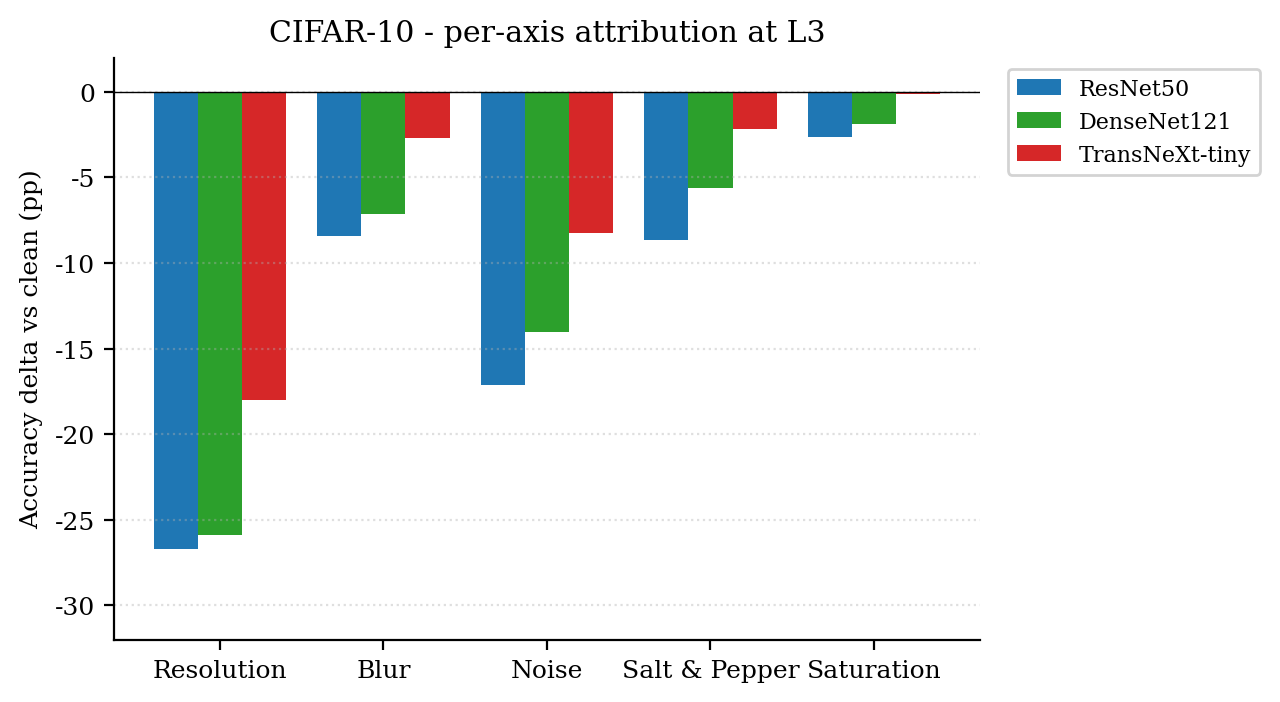 CIFAR-10 - per-axis attribution at L3
ResNet50
DenseNet121
TransNeXt-tiny
Accuracy delta vs clean (pp)
0
-5
-10
-15
-20
-25
-30
Resolution Blur Noise Salt & Pepper Saturation